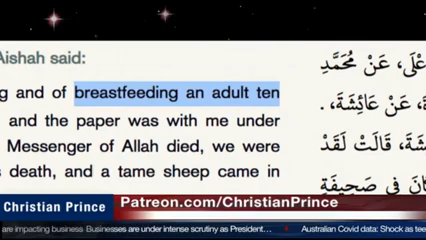 Aishah said:
g and of breastfeeding an adult ten
and the paper was with me under
Messenger of Allah died, we were
s death, and a tame sheep came in
عْلَى، عَنْ مُحَمَّدِ
ةَ، عَنْ عَائِشَةَ، .
شَةَ، قَالَتْ لَقَدْ
كَانَ فِي صَحِيفَةٍ
Christian Prince
Patreon.com/ChristianPrince
are impacting business Businesses are under intense scrutiny as President... • Australian Covid data: Shock as tee